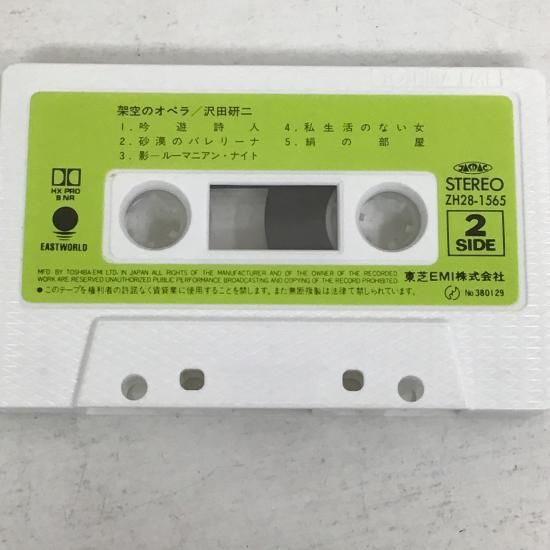 架空のオペラ／沢田研二
1．吟遊詩人
2．砂漠のバレリーナ
3．影―ルーマニアン・ナイト
4．私生活のない女
5．絹の部屋
HX PRO
B NR
EASTWORLD
STEREO
ZH28-1565
2
SIDE
MFD. BY TOSHIBA-EMI LTD. IN JAPAN ALL RIGHTS OF THE MANUFACTURER AND OF THE OWNER OF THE RECORDED
WORK ARE RESERVED UNAUTHORIZED PUBLIC PERFORMANCE BROADCASTING AND COPYING OF THE RECORD PROHIBITED.
東芝EMI株式会社
●このテープを権利者の許諾なく賃貸業に使用することを禁じます。また無断複製は法律で禁じられています。
No 380129